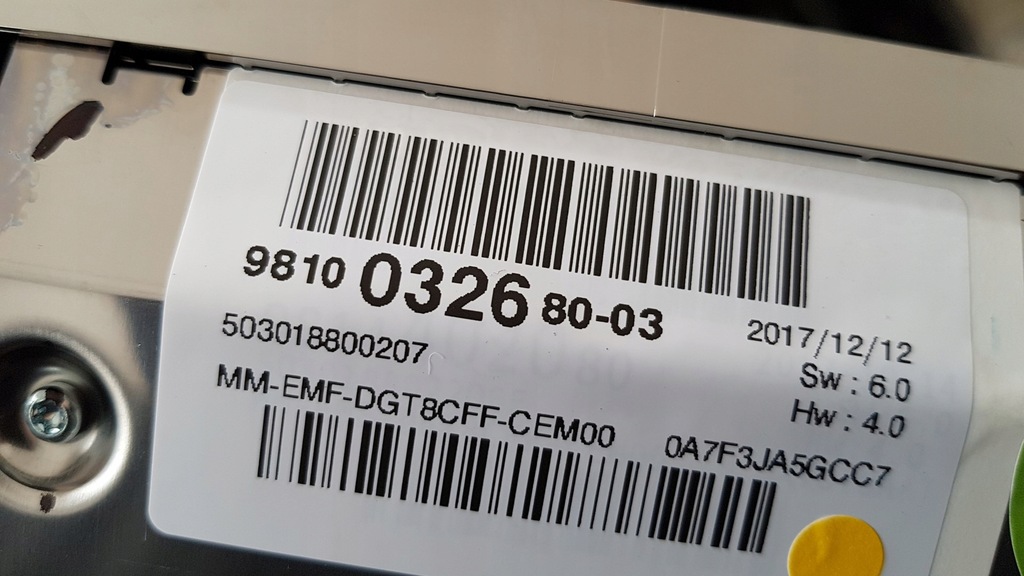 9810 0326 80-03
2017/12/12
503018800207
Sw : 6.0
MM-EMF-DGT8CFF-CEM00
Hw : 4.0
0A7F3JA5GCC7